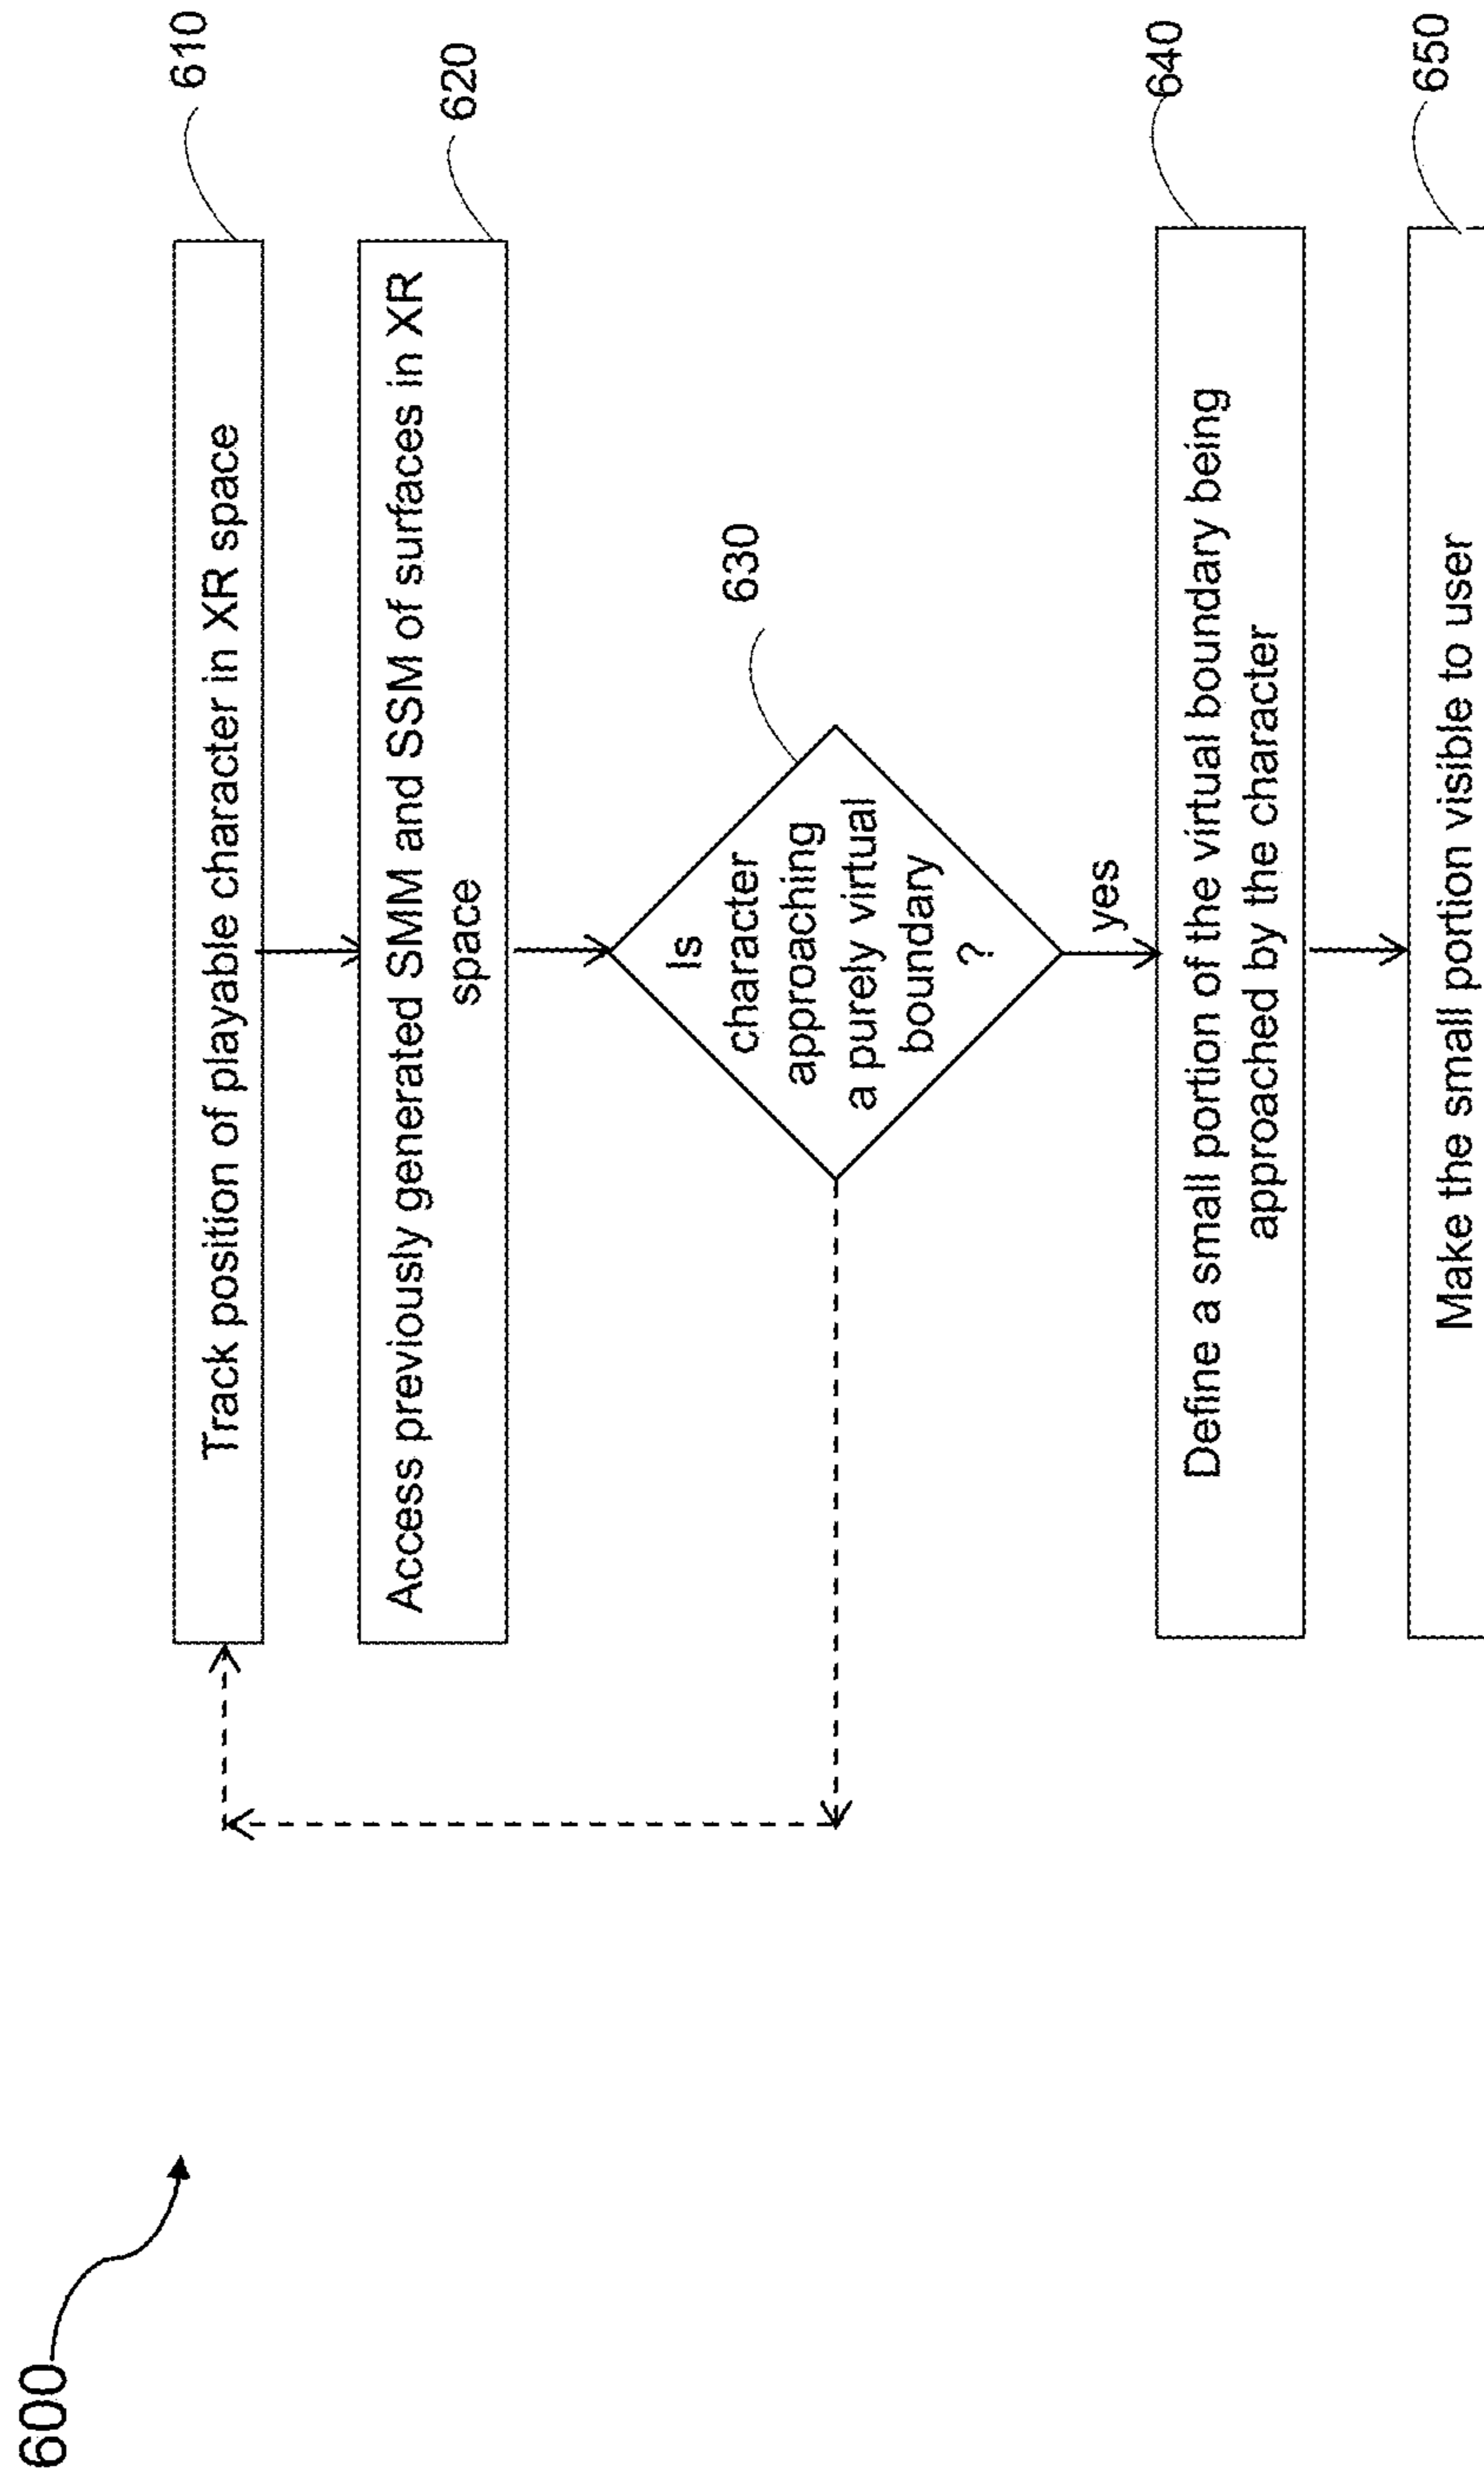 600
610
Track position of playable character in XR space
620
Access previously generated SMM and SSM of surfaces in XR
space
630
Is
character
approaching
a purely virtual
boundary
?
yes
640
Define a small portion of the virtual boundary being
approached by the character
650
Make the small portion visible to user